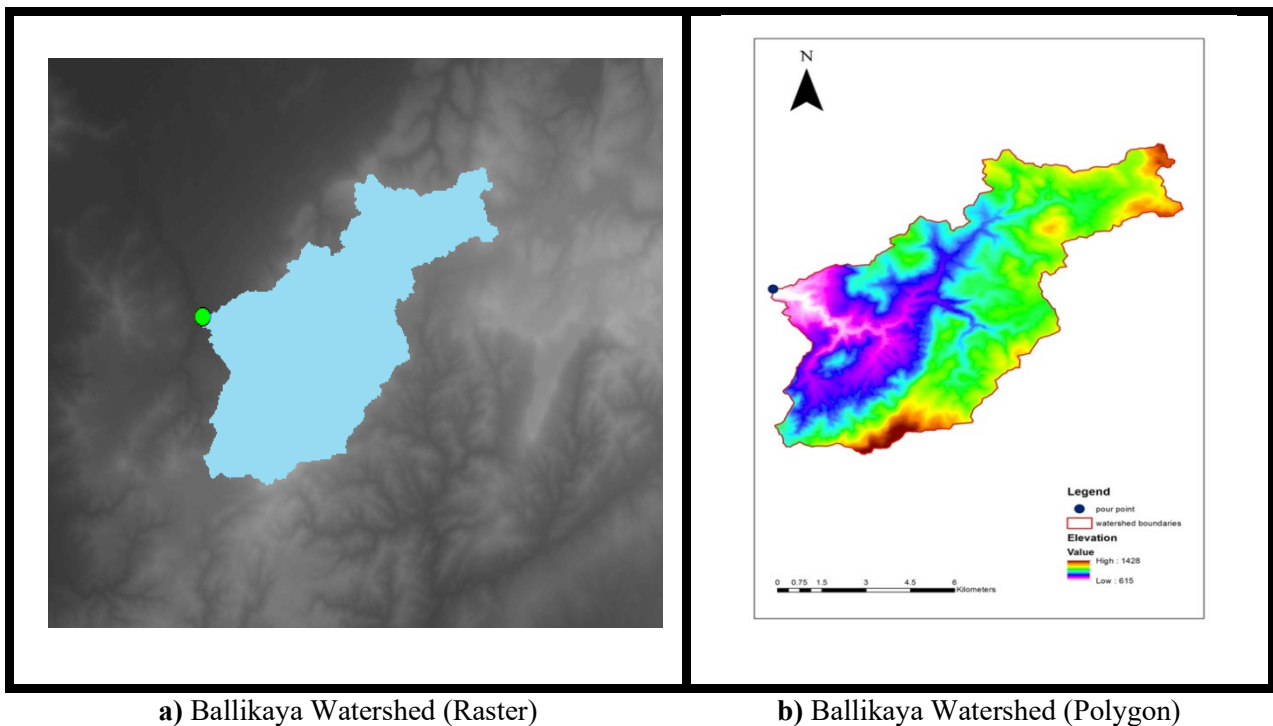 N
Legend
pour point
watershed boundaries
Elevation
Value
High : 1428
Low : 615
0 0.75 1.5 3 4.5 6
Kilometers
a) Ballikaya Watershed (Raster)
b) Ballikaya Watershed (Polygon)